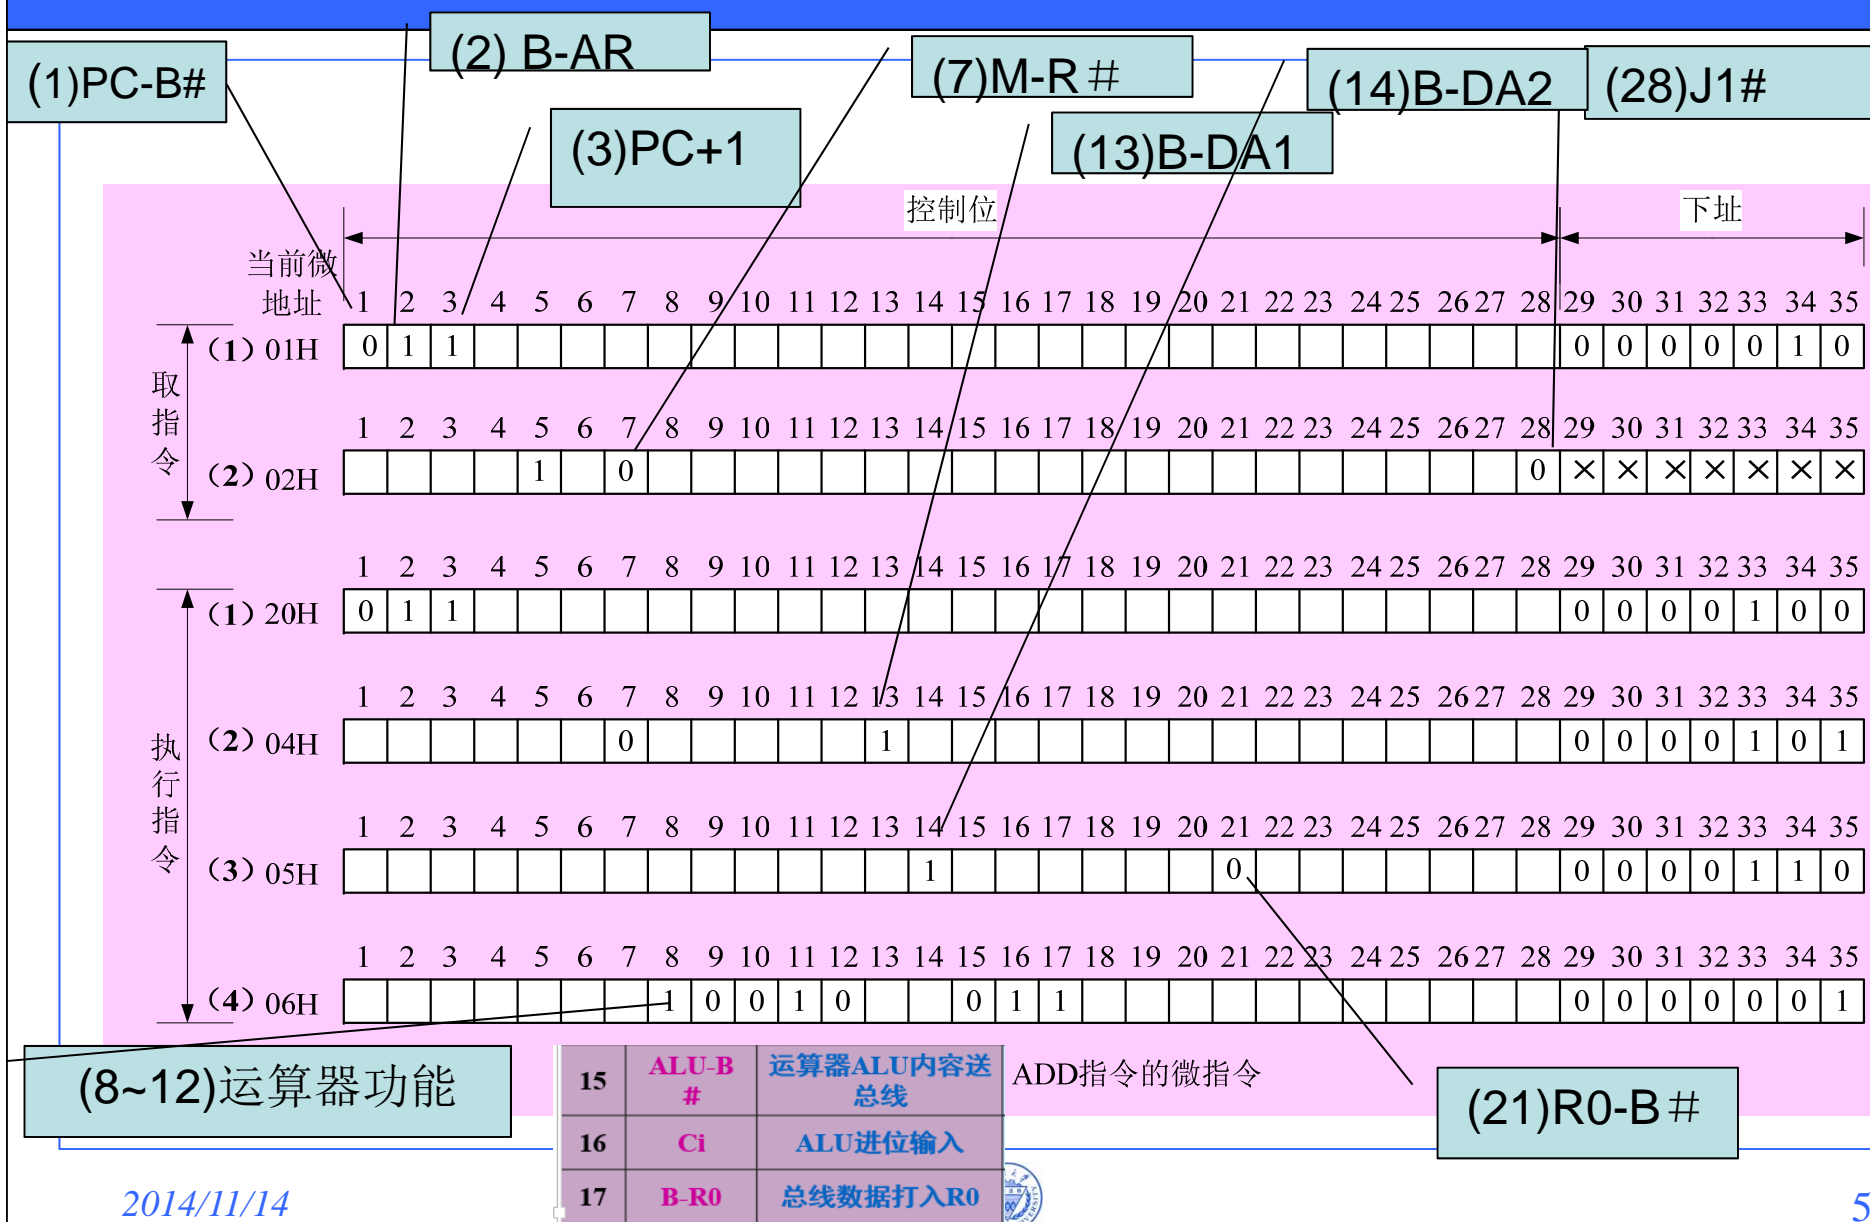 (1)PC-B#
(2) B-AR
(3)PC+1
(7)M-R＃
(13)B-DA1
(14)B-DA2
(28)J1#
控制位
下址
当前微
地址
1 2 3 4 5 6 7 8 9 10 11 12 13 14 15 16 17 18 19 20 21 22 23 24 25 26 27 28 29 30 31 32 33 34 35
取指令
(1) 01H 0 1 1 0 0 0 0 0 1 0
1 2 3 4 5 6 7 8 9 10 11 12 13 14 15 16 17 18 19 20 21 22 23 24 25 26 27 28 29 30 31 32 33 34 35
(2) 02H 1 0 0 × × × × × × ×
1 2 3 4 5 6 7 8 9 10 11 12 13 14 15 16 17 18 19 20 21 22 23 24 25 26 27 28 29 30 31 32 33 34 35
执行指令
(1) 20H 0 1 1 0 0 0 0 1 0 0
1 2 3 4 5 6 7 8 9 10 11 12 13 14 15 16 17 18 19 20 21 22 23 24 25 26 27 28 29 30 31 32 33 34 35
(2) 04H 0 1 0 0 0 0 1 0 1
1 2 3 4 5 6 7 8 9 10 11 12 13 14 15 16 17 18 19 20 21 22 23 24 25 26 27 28 29 30 31 32 33 34 35
(3) 05H 1 0 0 0 0 0 1 1 0
1 2 3 4 5 6 7 8 9 10 11 12 13 14 15 16 17 18 19 20 21 22 23 24 25 26 27 28 29 30 31 32 33 34 35
(4) 06H 1 0 0 1 0 0 1 1 0 0 0 0 0 0 1
(8~12)运算器功能
15 ALU-B# 运算器ALU内容送总线
16 Ci ALU进位输入
17 B-R0 总线数据打入R0
ADD指令的微指令
(21)R0-B＃
2014/11/14
5